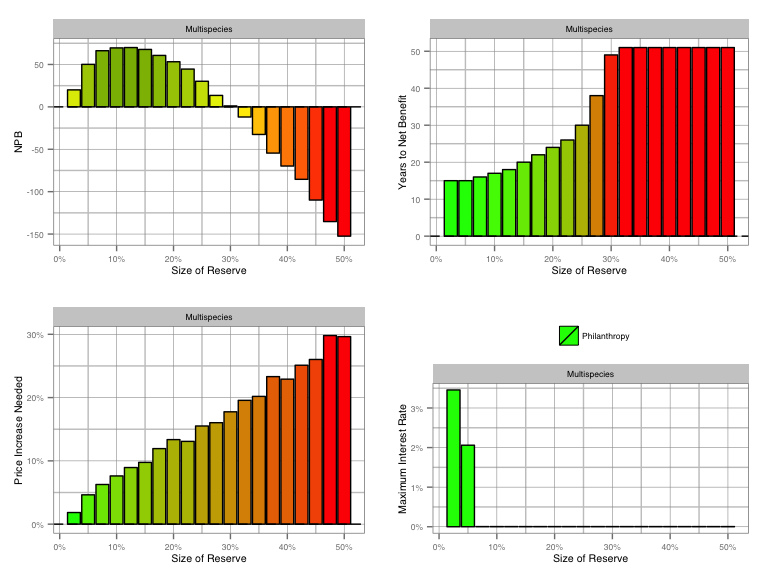 Multispecies
NPB
50
0
-50
-100
-150
0% 10% 20% 30% 40% 50%
Size of Reserve
Multispecies
Years to Net Benefit
50
40
30
20
10
0
0% 10% 20% 30% 40% 50%
Size of Reserve
Multispecies
Price Increase Needed
30%
20%
10%
0%
0% 10% 20% 30% 40% 50%
Size of Reserve
Philanthropy
Multispecies
Maximum Interest Rate
3%
2%
1%
0%
0% 10% 20% 30% 40% 50%
Size of Reserve